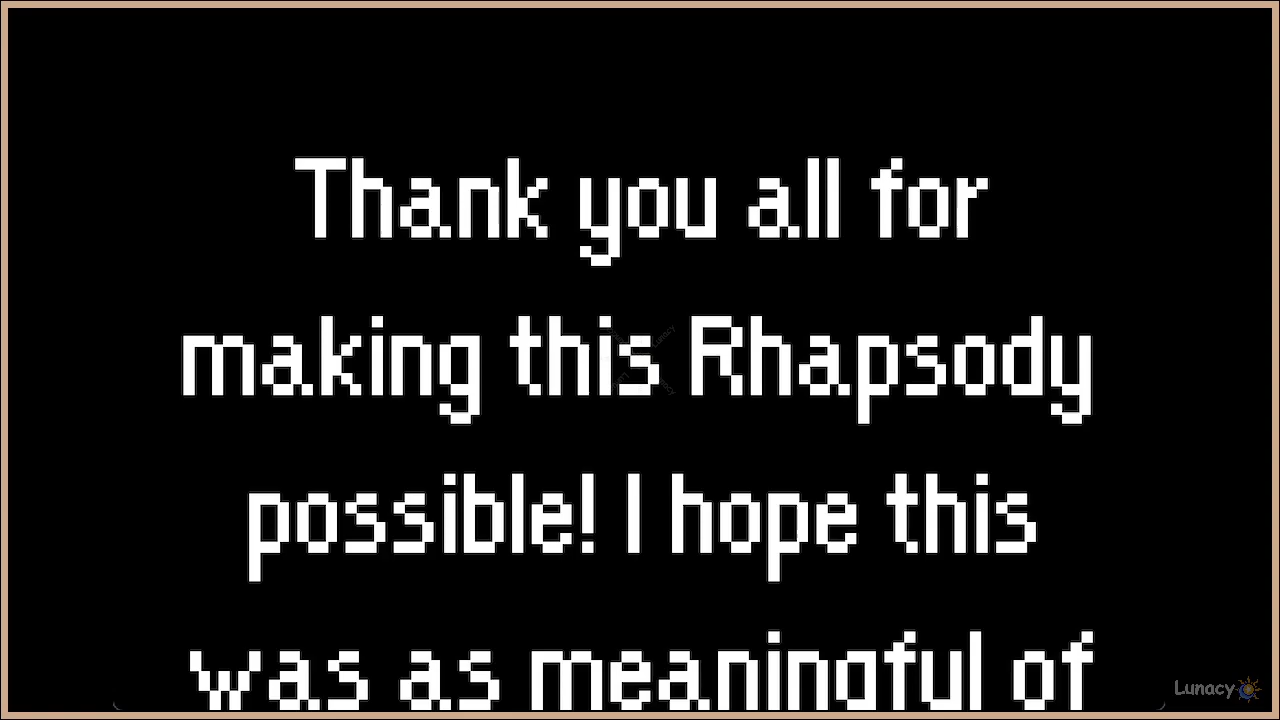 Thank you all for
making this Rhapsody
possible! I hope this
was as meaningful of
Lunacy